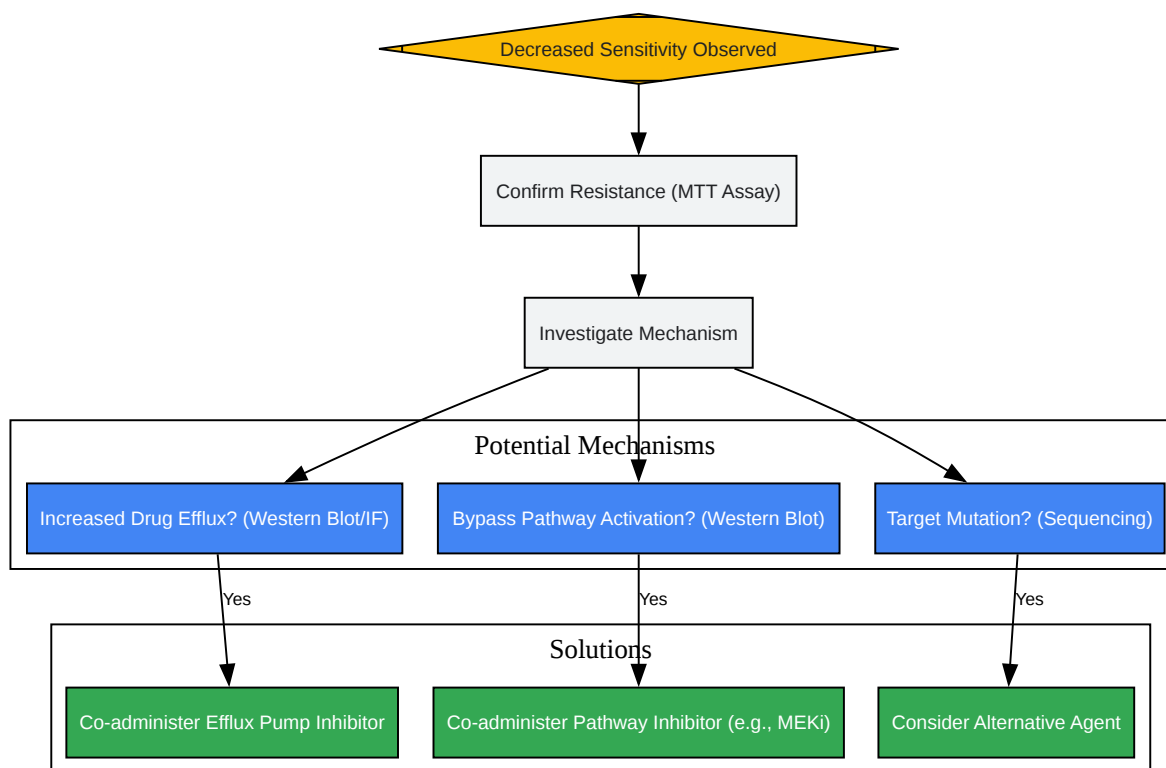 Decreased Sensitivity Observed
Confirm Resistance (MTT Assay)
Investigate Mechanism
Potential Mechanisms
Increased Drug Efflux? (Western Blot/IF)
Bypass Pathway Activation? (Western Blot)
Target Mutation? (Sequencing)
Yes
Yes
Yes
Solutions
Co-administer Efflux Pump Inhibitor
Co-administer Pathway Inhibitor (e.g., MEKi)
Consider Alternative Agent